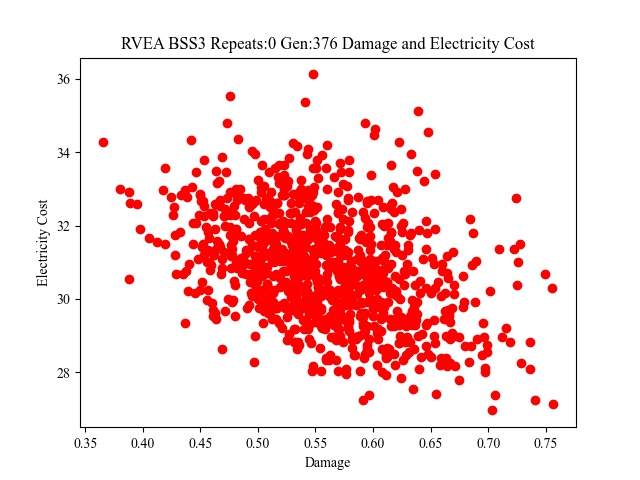 RVEA BSS3 Repeats:0 Gen:376 Damage and Electricity Cost
36
34
32
30
28
Electricity Cost
0.35 0.40 0.45 0.50 0.55 0.60 0.65 0.70 0.75
Damage